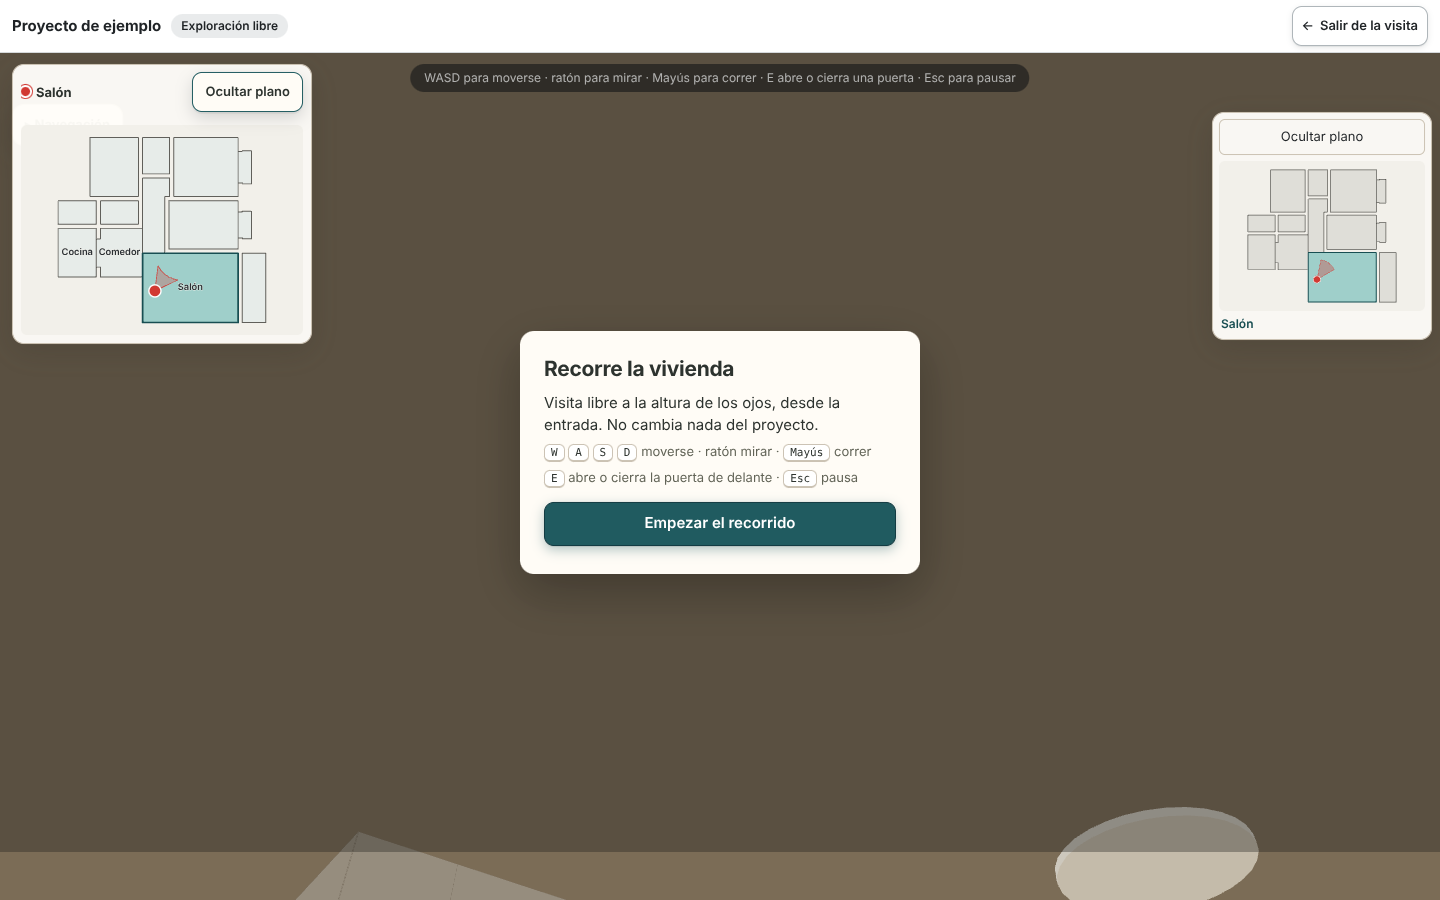 Proyecto de ejemplo
Exploración libre
← Salir de la visita
Salón
Ocultar plano
WASD para moverse · ratón para mirar · Mayús para correr · E abre o cierra una puerta · Esc para pausar
Cocina
Comedor
Salón
Ocultar plano
Salón
Recorre la vivienda
Visita libre a la altura de los ojos, desde la
entrada. No cambia nada del proyecto.
W A S D moverse · ratón mirar · Mayús correr
E abre o cierra la puerta de delante · Esc pausa
Empezar el recorrido